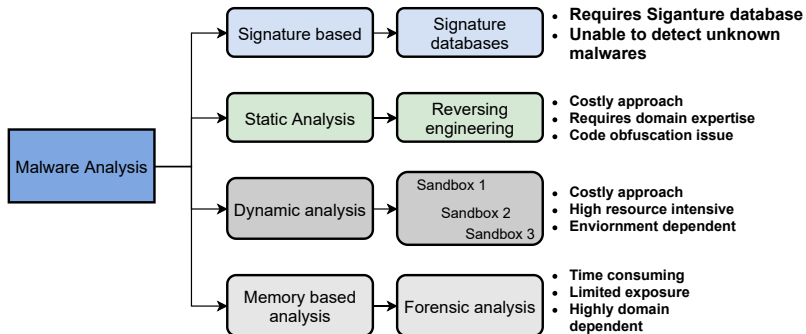 Malware Analysis
Signature based
Signature
databases
• Requires Siganture database
• Unable to detect unknown
malwares
Static Analysis
Reversing
engineering
• Costly approach
• Requires domain expertise
• Code obfuscation issue
Dynamic analysis
Sandbox 1
Sandbox 2
Sandbox 3
• Costly approach
• High resource intensive
• Enviornment dependent
Memory based
analysis
Forensic analysis
• Time consuming
• Limited exposure
• Highly domain
dependent